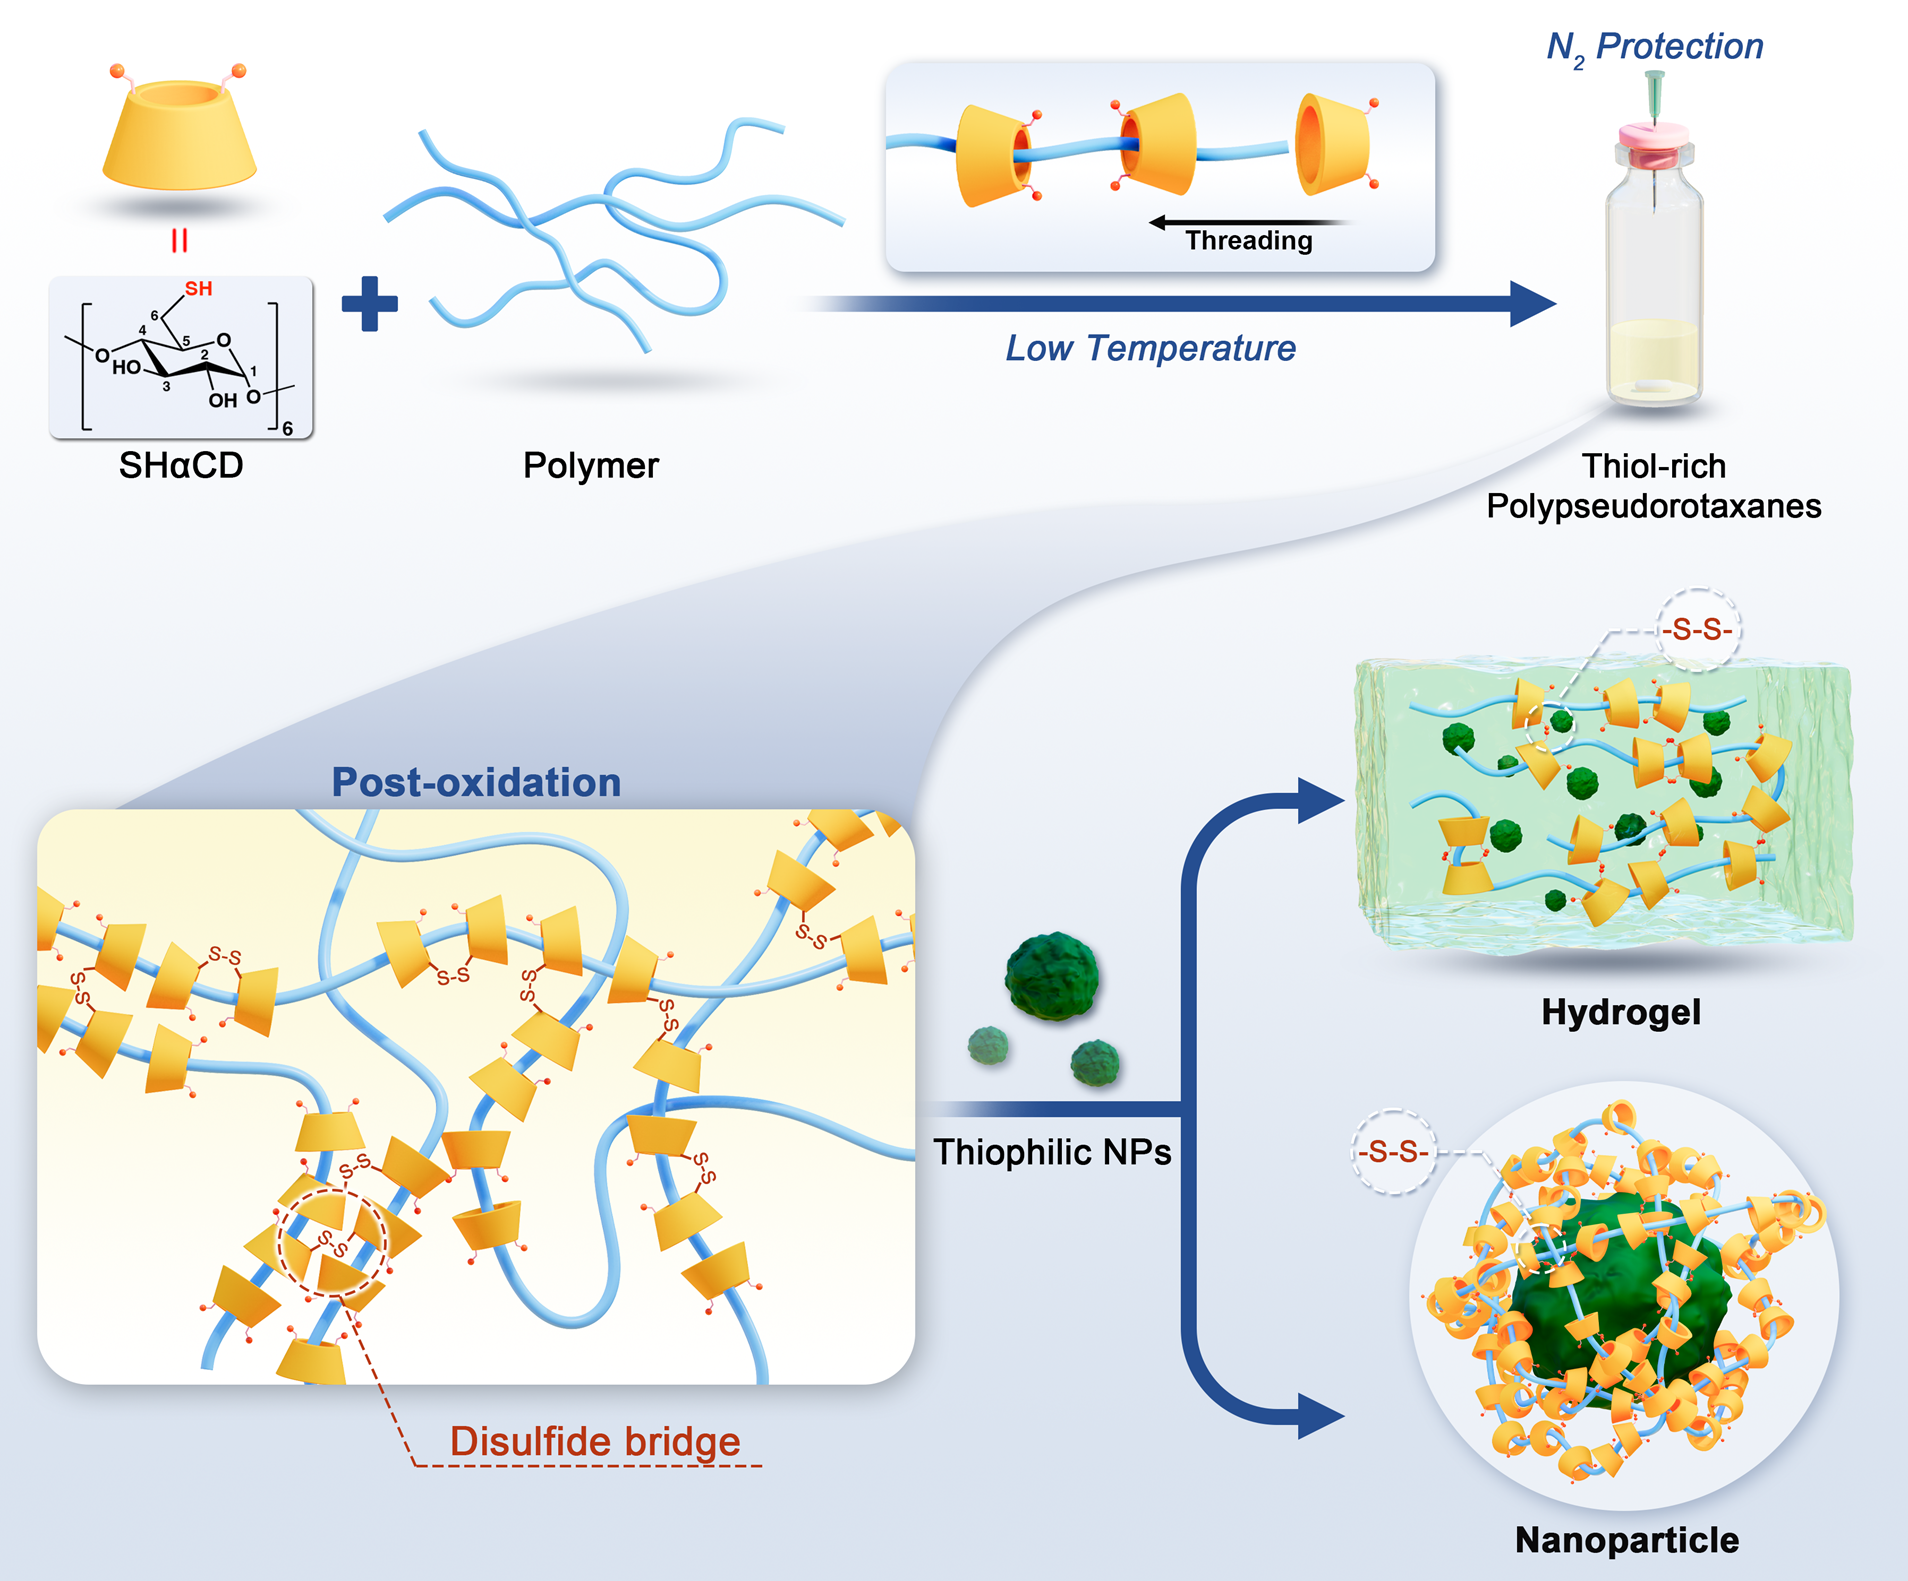 N2 Protection
Threading
Low Temperature
SH
6
4
5
O
2
1
O
HO
3
OH
O
6
SHαCD
Polymer
Thiol-rich
Polypseudorotaxanes
-S-S-
Post-oxidation
S-S
S-S
S-S
S-S
S-S
S-S
S-S
S-S
S-S
Hydrogel
Thiophilic NPs
-S-S-
Disulfide bridge
Nanoparticle